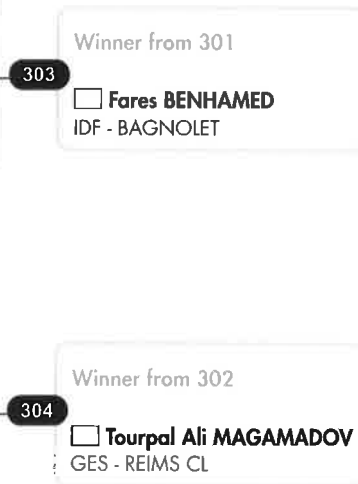 Winner from 301
303
Fares BENHAMED
IDF - BAGNOLET
Winner from 302
304
Tourpal Ali MAGAMADOV
GES - REIMS CL